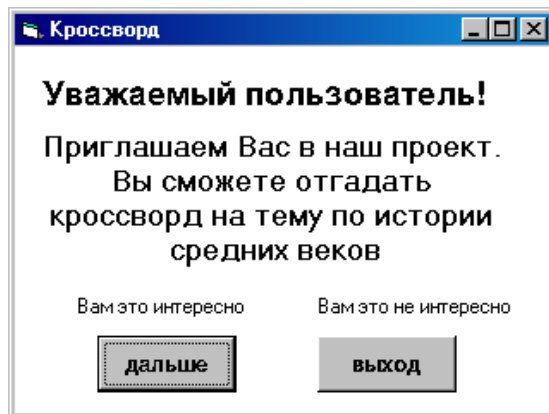 Кроссворд
Уважаемый пользователь!
Приглашаем Вас в наш проект.
Вы сможете отгадать
кроссворд на тему по истории
средних веков
Вам это интересно
Вам это не интересно
дальше
выход